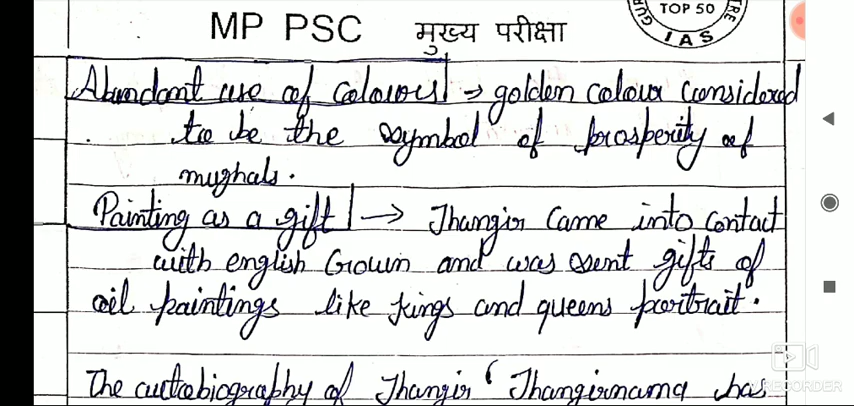 MP PSC मुख्य परीक्षा
TOP 50
IAS
Abundant use of colours → golden colour considered
to be the symbol of prosperity of
mughals.
Painting as a gift → Jhangir came into contact
with english Crown and was sent gifts of
oil paintings like kings and queens portrait.
The autobiography of Jhangir ' Jhangirnama has
RECORDER